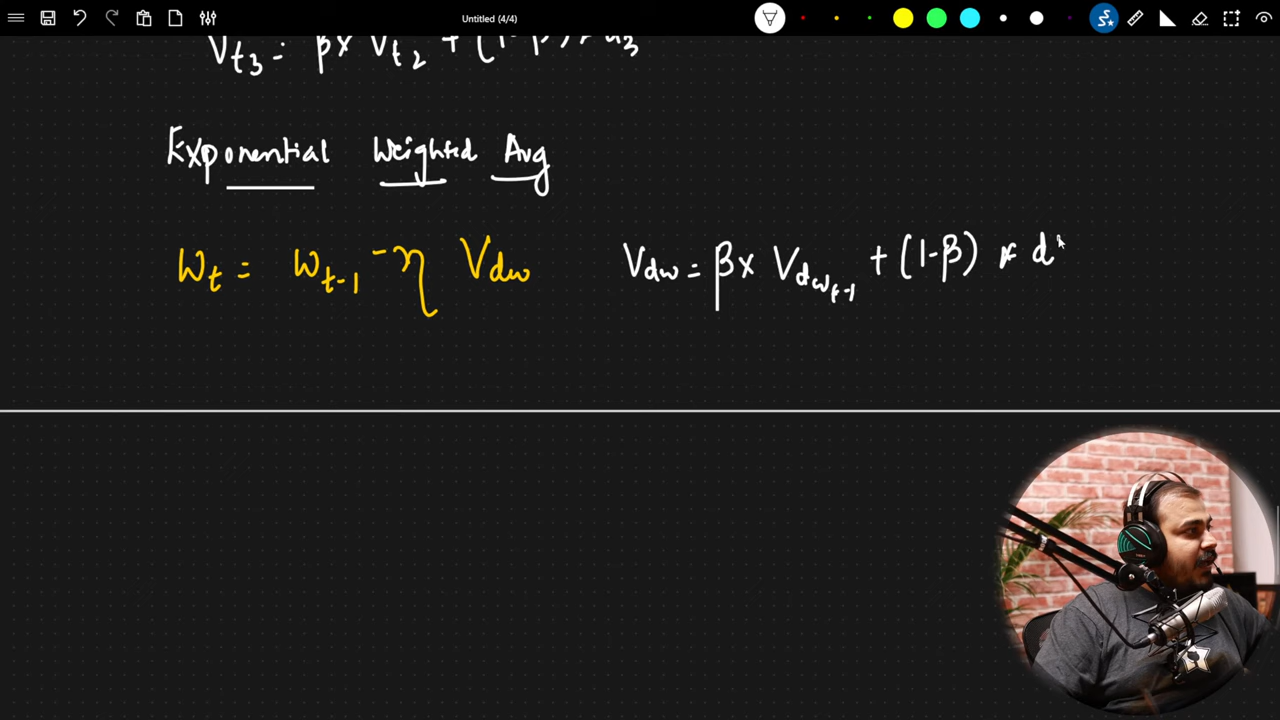 Untitled (4/4)
Vt3 = β x Vt2 + (1-β) * a3
Exponential Weighted Avg
Wt = Wt-1 - η Vdw
Vdw = β x Vdwt-1 + (1-β) * d